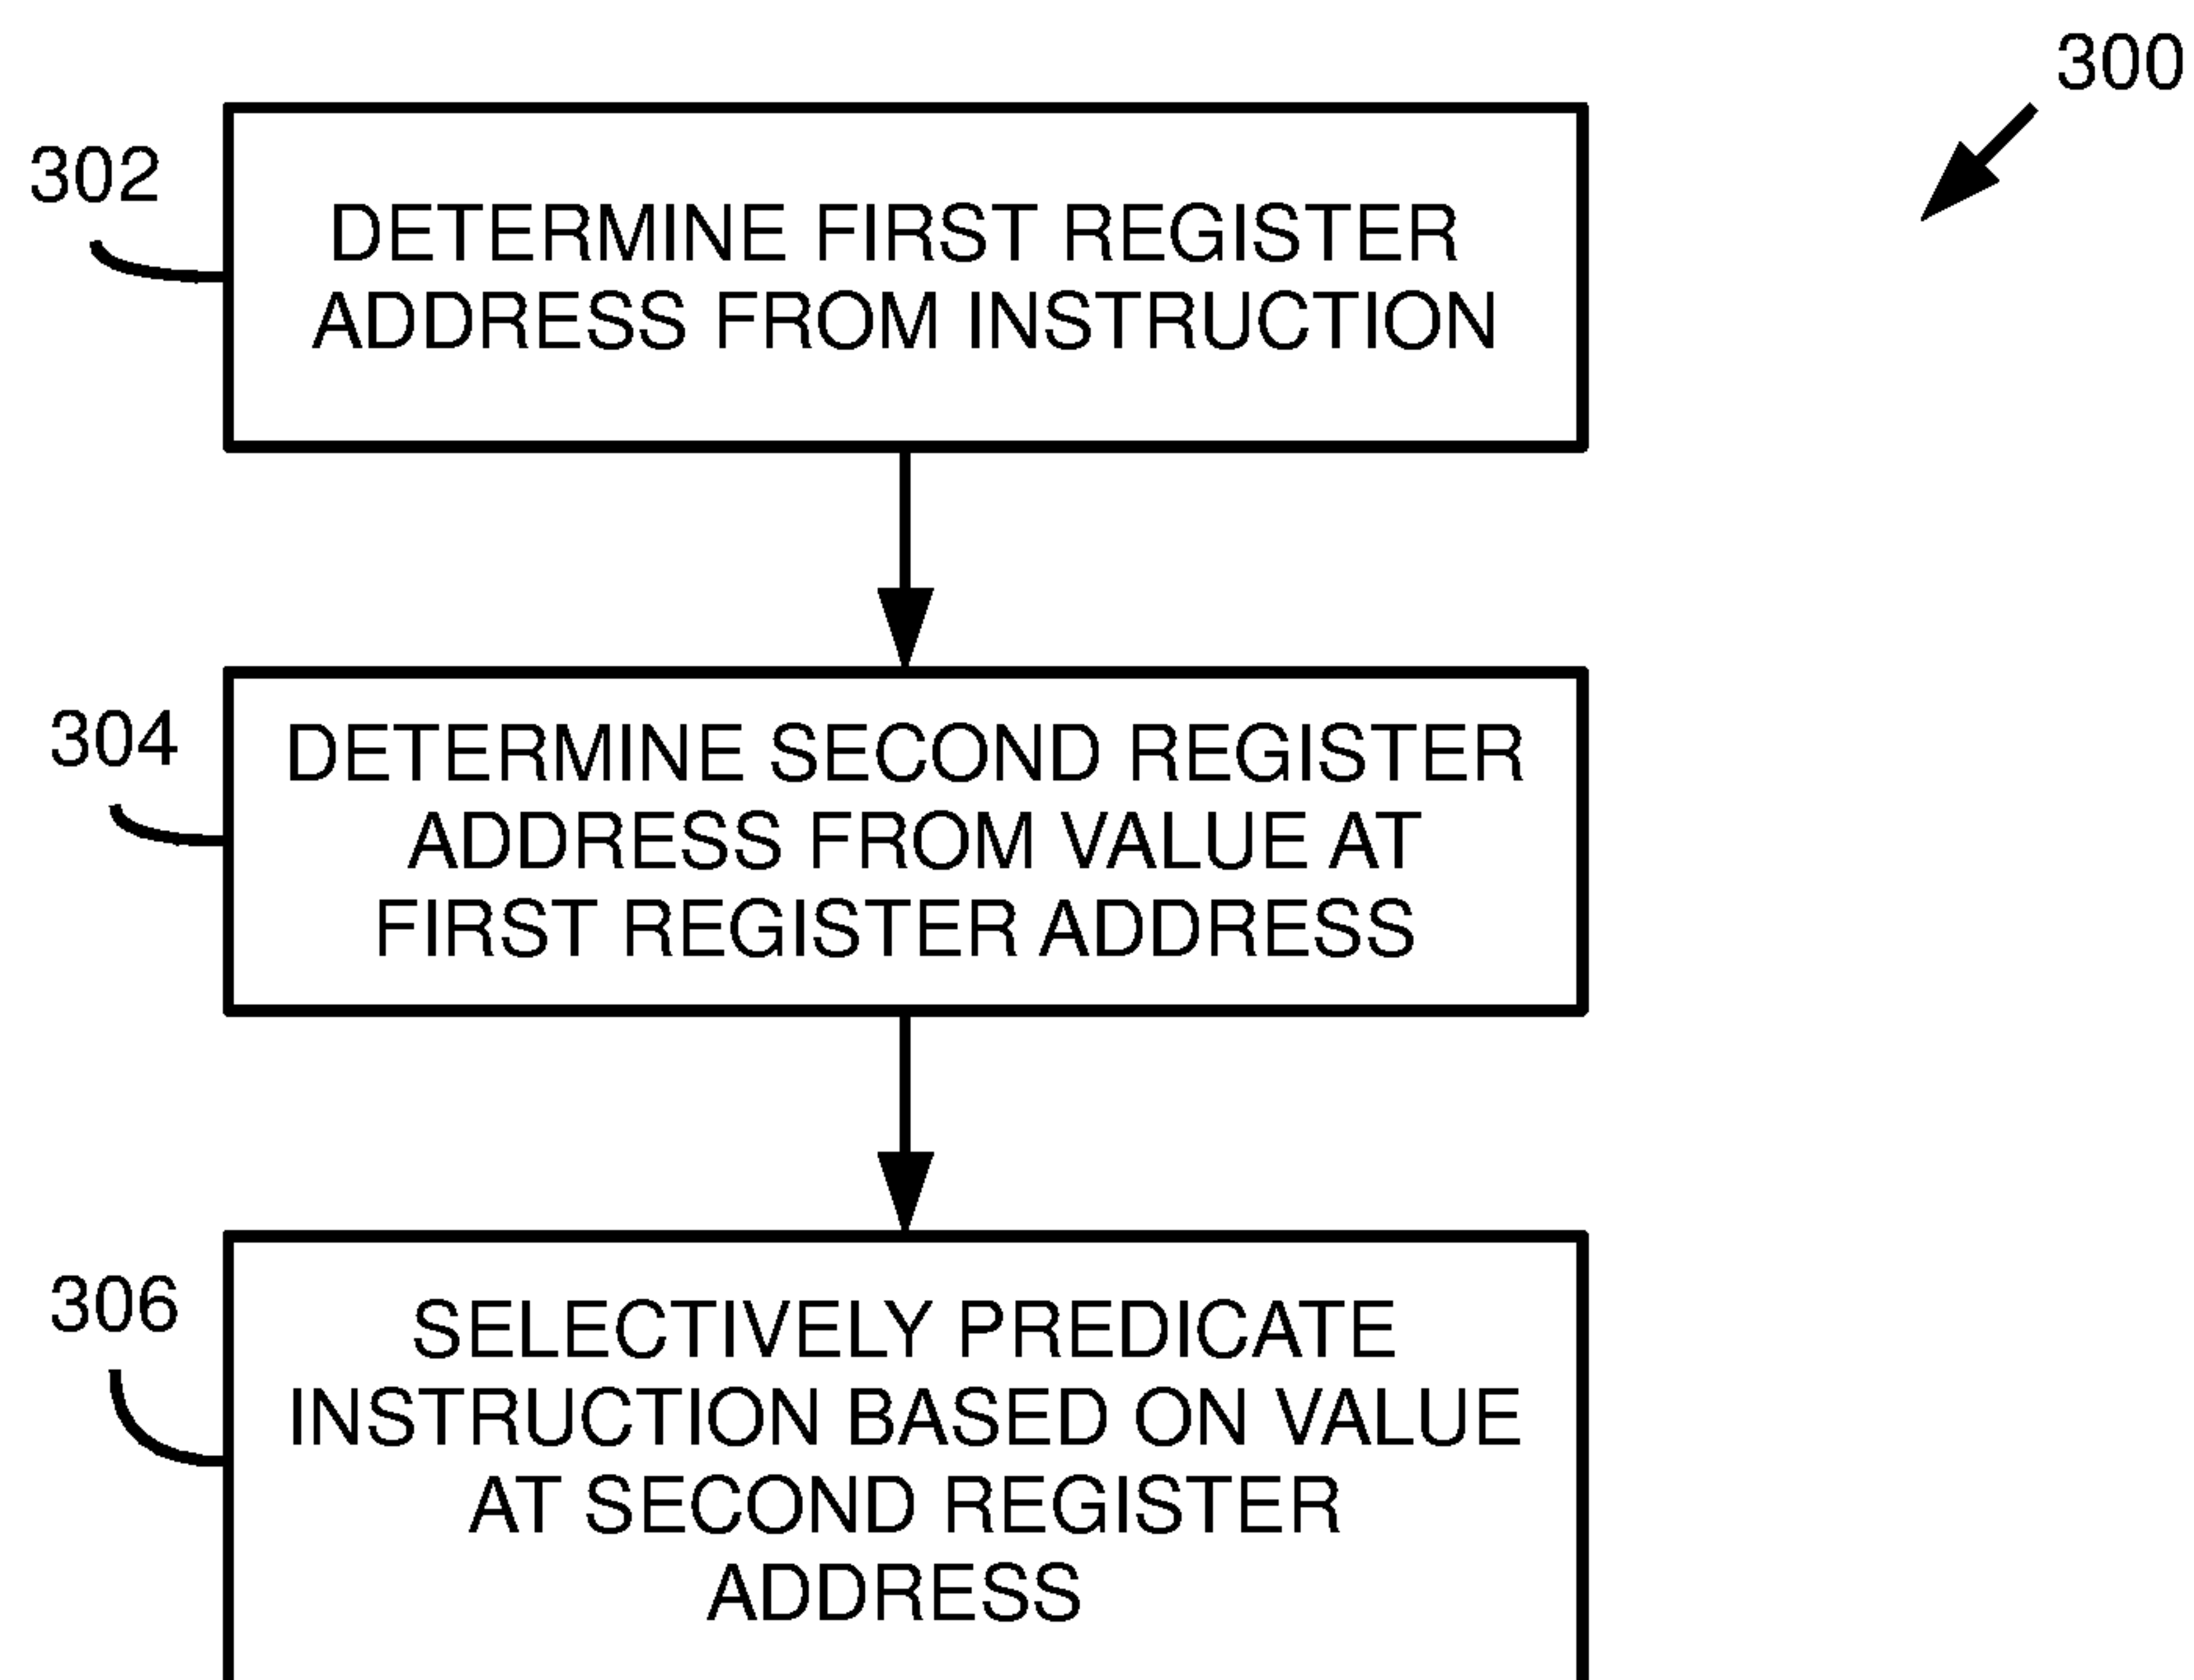 300
302
DETERMINE FIRST REGISTER
ADDRESS FROM INSTRUCTION
304
DETERMINE SECOND REGISTER
ADDRESS FROM VALUE AT
FIRST REGISTER ADDRESS
306
SELECTIVELY PREDICATE
INSTRUCTION BASED ON VALUE
AT SECOND REGISTER
ADDRESS